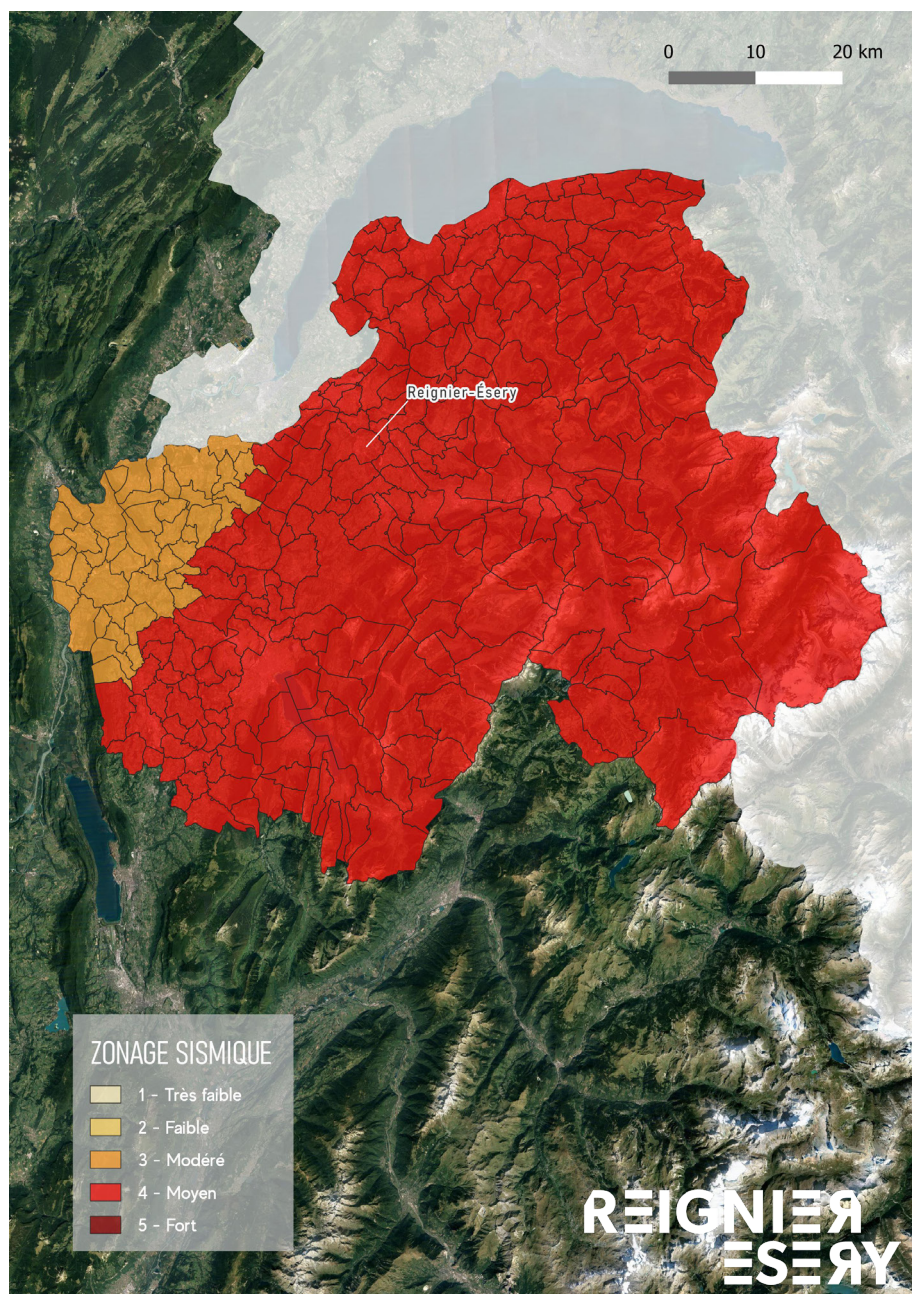 0 10 20 km
Reignier-Ésery
ZONAGE SISMIQUE
1 - Très faible
2 - Faible
3 - Modéré
4 - Moyen
5 - Fort
REIGNIER
ESERY